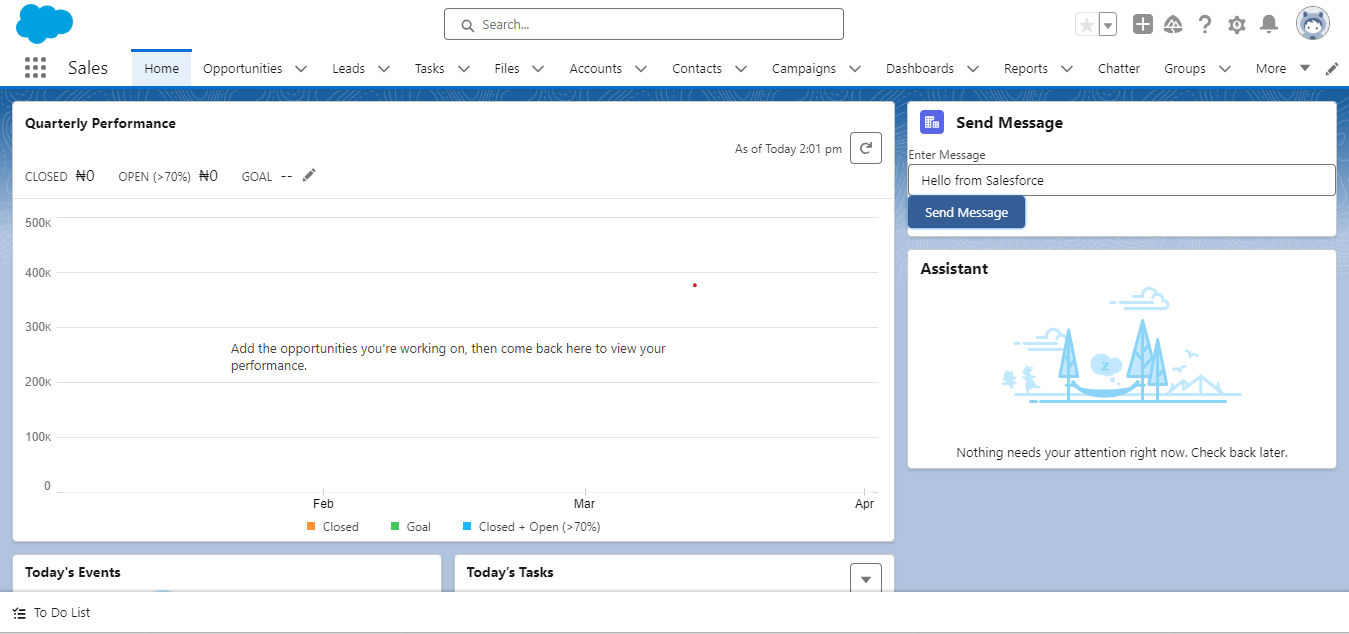 Search...
Sales Home Opportunities Leads Tasks Files Accounts Contacts Campaigns Dashboards Reports Chatter Groups More
Quarterly Performance
As of Today 2:01 pm
CLOSED ₦0 OPEN (>70%) ₦0 GOAL --
500K
400K
300K
200K
100K
0
Add the opportunities you're working on, then come back here to view your
performance.
Feb Mar Apr
Closed Goal Closed + Open (>70%)
Send Message
Enter Message
Hello from Salesforce
Send Message
Assistant
z
Nothing needs your attention right now. Check back later.
Today's Events
Today's Tasks
To Do List